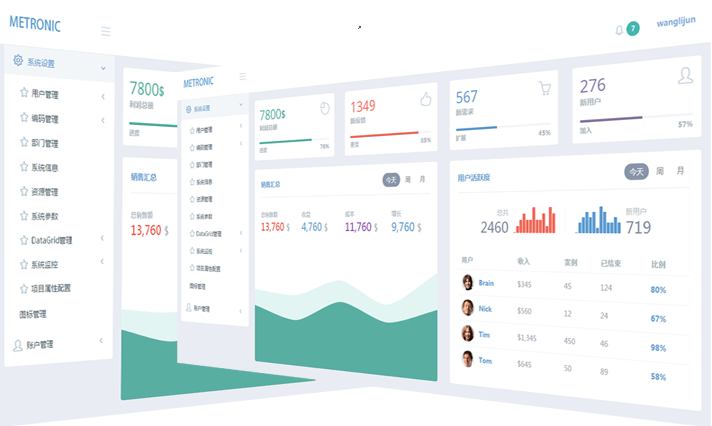 METRONIC
7
wanglijun
系统设置
用户管理
编码管理
部门管理
系统信息
资源管理
系统参数
DataGrid管理
系统监控
项目属性配置
图标管理
账户管理
7800$
利润总额
进度
销售汇总
总销售额
13,760 $
METRONIC
系统设置
用户管理
编码管理
部门管理
系统信息
资源管理
系统参数
DataGrid管理
系统监控
项目属性配置
图标管理
账户管理
7800$
利润总额
进度
76%
1349
新反馈
更改
85%
567
新需求
扩展
45%
276
新用户
加入
57%
销售汇总
今天 周 月
总销售额 收益 成本 增长
13,760 $ 4,760 $ 11,760 $ 9,760 $
用户活跃度
今天 周 月
总共
2460
新用户
719
用户 收入 案例 已结束 比例
Brain $345 45 124 80%
Nick $560 12 24 67%
Tim $1,345 450 46 98%
Tom $645 50 89 58%